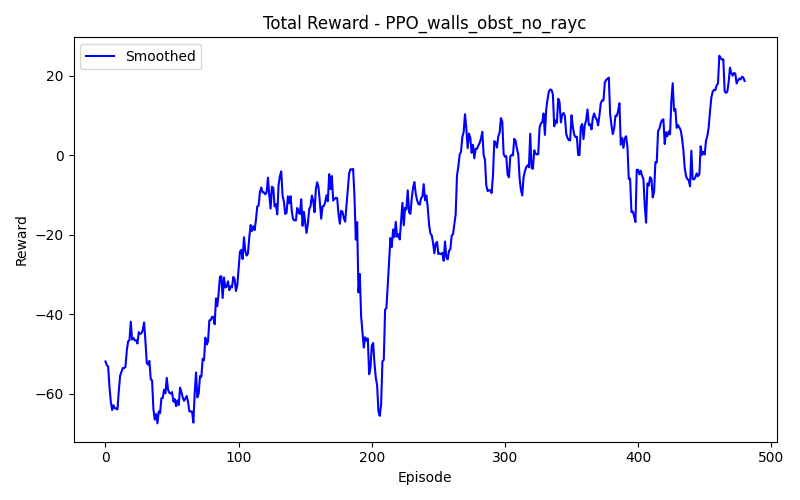 Total Reward - PPO_walls_obst_no_rayc
Smoothed
20
0
−20
−40
−60
Reward
0 100 200 300 400 500
Episode